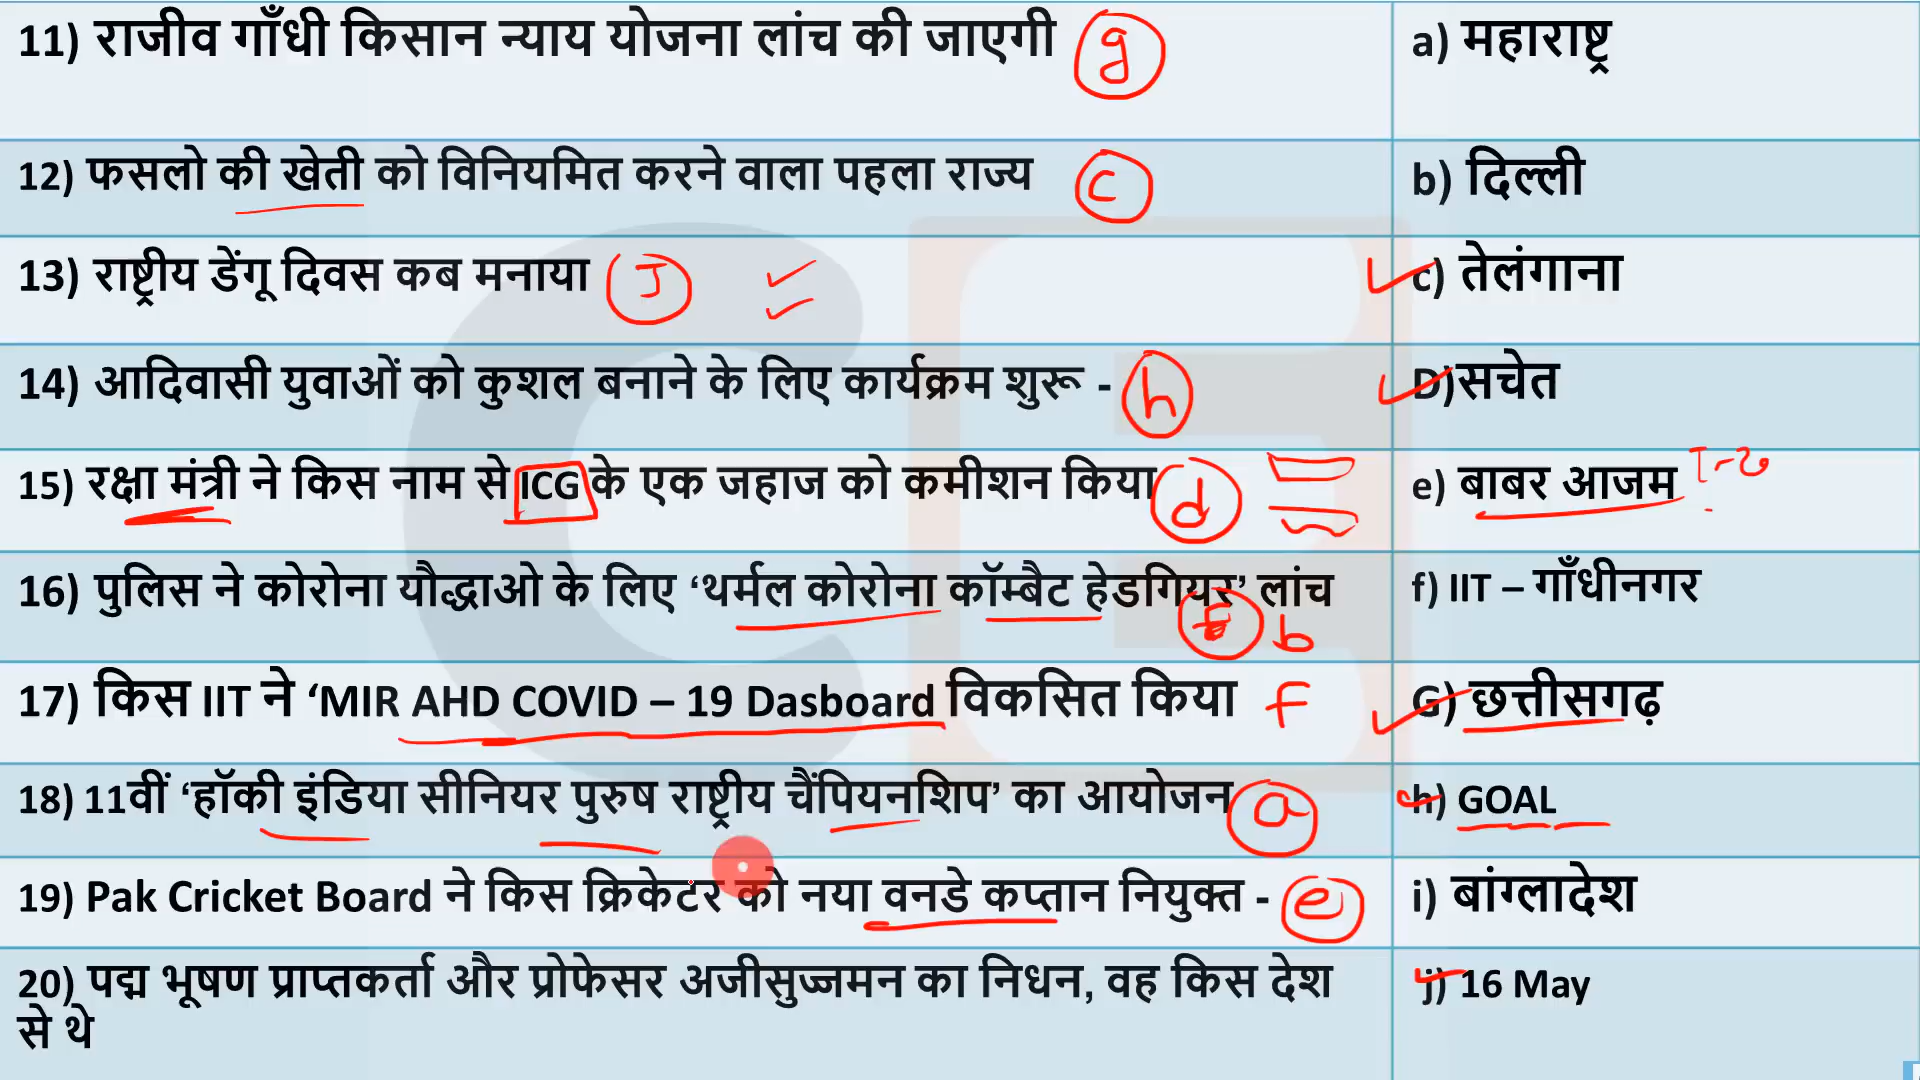 11) राजीव गाँधी किसान न्याय योजना लांच की जाएगी g a) महाराष्ट्र
12) फसलो की खेती को विनियमित करने वाला पहला राज्य c b) दिल्ली
13) राष्ट्रीय डेंगू दिवस कब मनाया J c) तेलंगाना
14) आदिवासी युवाओं को कुशल बनाने के लिए कार्यक्रम शुरू - h D)सचेत
15) रक्षा मंत्री ने किस नाम से ICG के एक जहाज को कमीशन किया d e) बाबर आजम
16) पुलिस ने कोरोना यौद्धाओ के लिए ‘थर्मल कोरोना कॉम्बैट हेडगियर’ लांच b f) IIT – गाँधीनगर
17) किस IIT ने ‘MIR AHD COVID – 19 Dasboard विकसित किया f G) छत्तीसगढ़
18) 11वीं ‘हॉकी इंडिया सीनियर पुरुष राष्ट्रीय चैंपियनशिप’ का आयोजन a h) GOAL
19) Pak Cricket Board ने किस क्रिकेटर को नया वनडे कप्तान नियुक्त - e i) बांग्लादेश
20) पद्म भूषण प्राप्तकर्ता और प्रोफेसर अजीसुज्जमन का निधन, वह किस देश j) 16 May
से थे